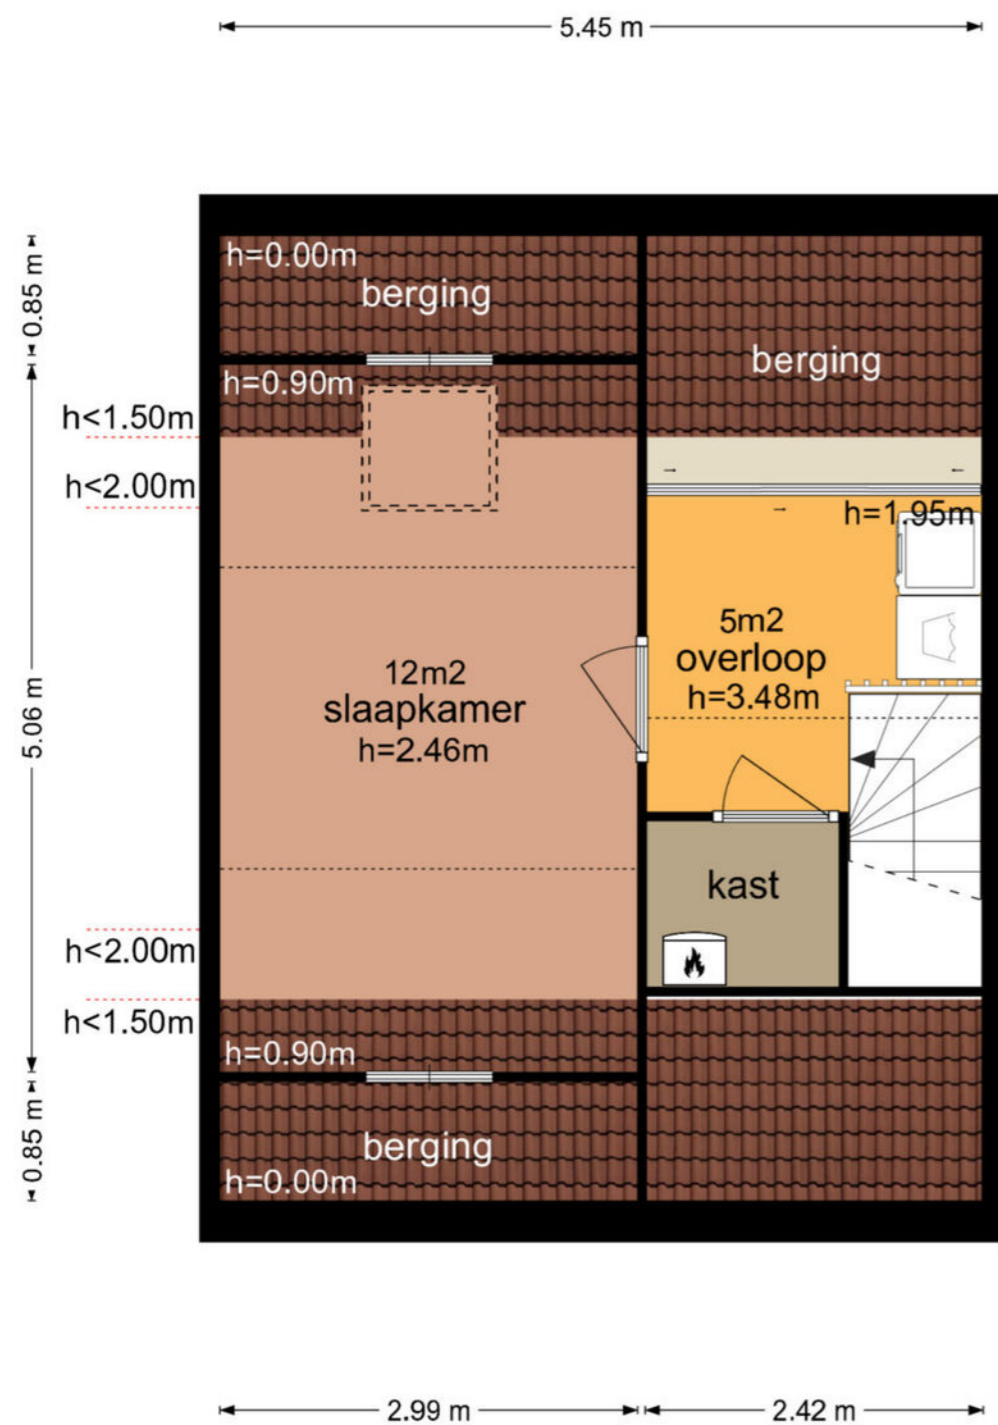 5.45 m
0.85 m
h=0.00m
berging
berging
h=0.90m
h<1.50m
h<2.00m
h=1.95m
5m2
overloop
h=3.48m
12m2
slaapkamer
h=2.46m
5.06 m
kast
h<2.00m
h<1.50m
h=0.90m
berging
h=0.00m
0.85 m
2.99 m
2.42 m